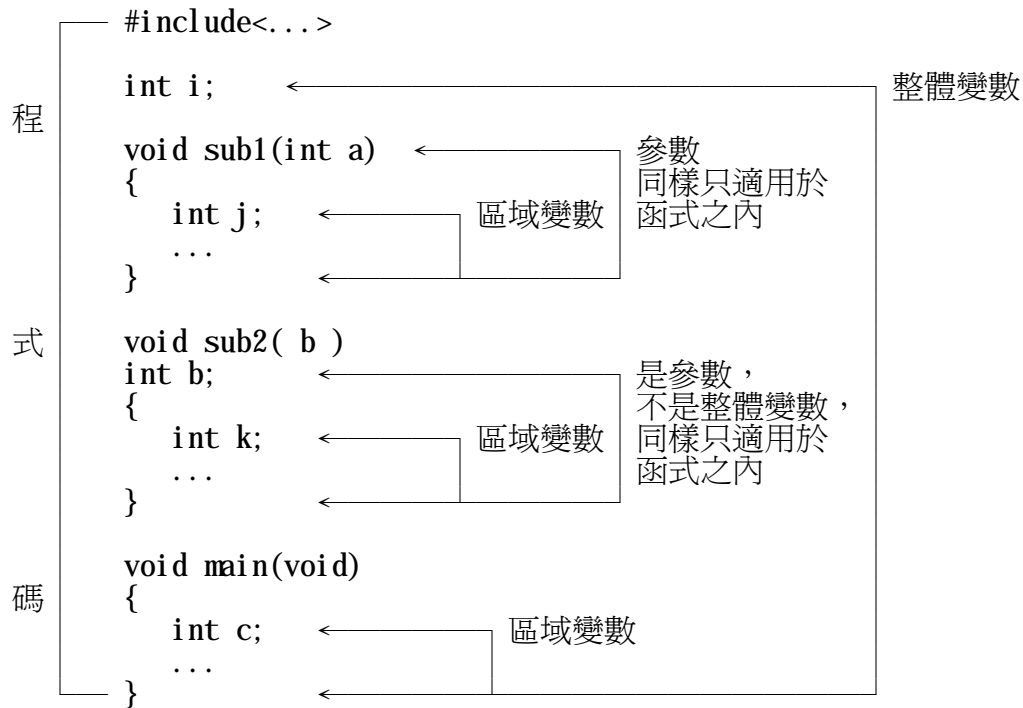 #include<...>
int i; 整體變數
程
void sub1(int a) 參數
{ 同樣只適用於
int j; 區域變數 函式之內
...
}
式 void sub2( b )
int b; 是參數，
{ 不是整體變數，
int k; 區域變數 同樣只適用於
... 函式之內
}
void main(void)
碼 {
int c; 區域變數
...
}